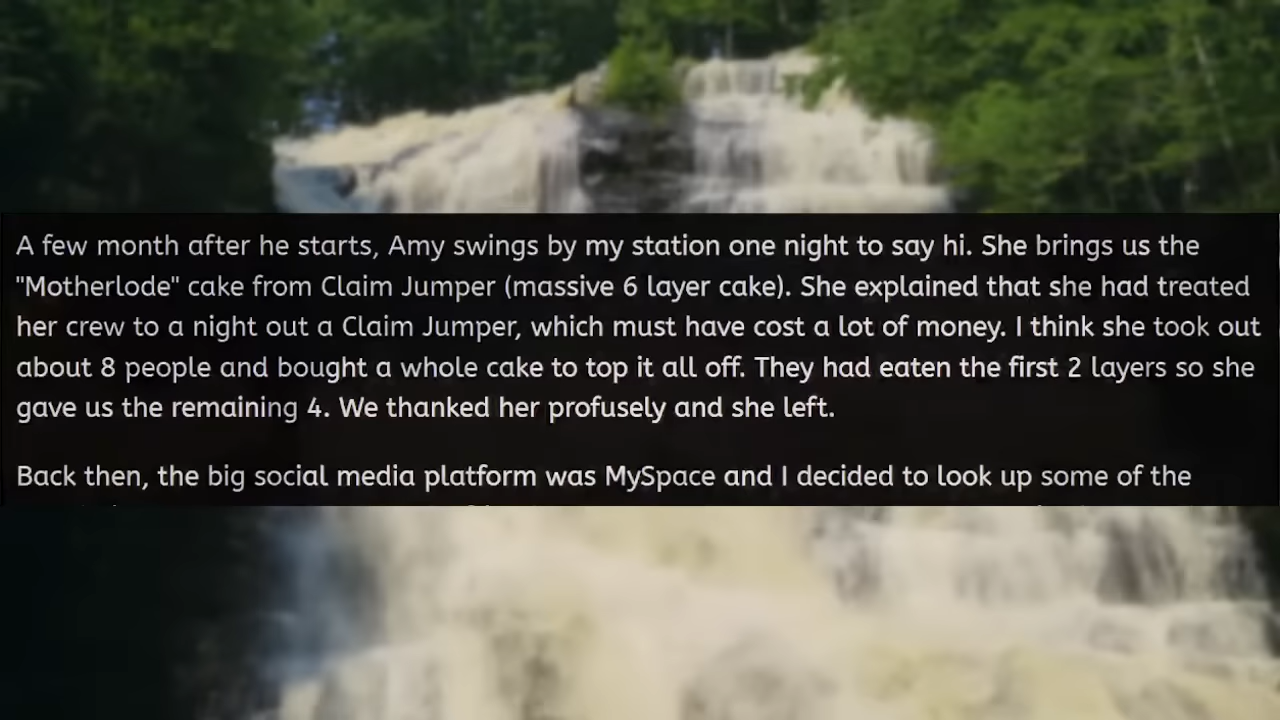 A few month after he starts, Amy swings by my station one night to say hi. She brings us the
"Motherlode" cake from Claim Jumper (massive 6 layer cake). She explained that she had treated
her crew to a night out a Claim Jumper, which must have cost a lot of money. I think she took out
about 8 people and bought a whole cake to top it all off. They had eaten the first 2 layers so she
gave us the remaining 4. We thanked her profusely and she left.
Back then, the big social media platform was MySpace and I decided to look up some of the